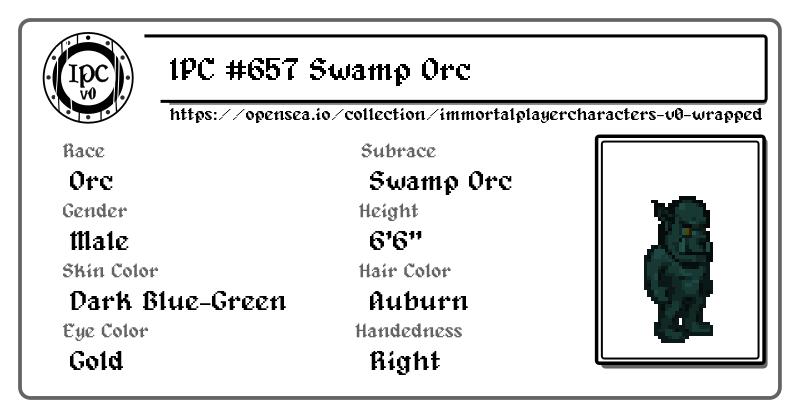 IPC v0
IPC #657 Swamp Orc
https://opensea.io/collection/immortalplayercharacters-v0-wrapped
Race
Subrace
Orc
Swamp Orc
Gender
Height
Male
6'6"
Skin Color
Hair Color
Dark Blue-Green
Auburn
Eye Color
Handedness
Gold
Right